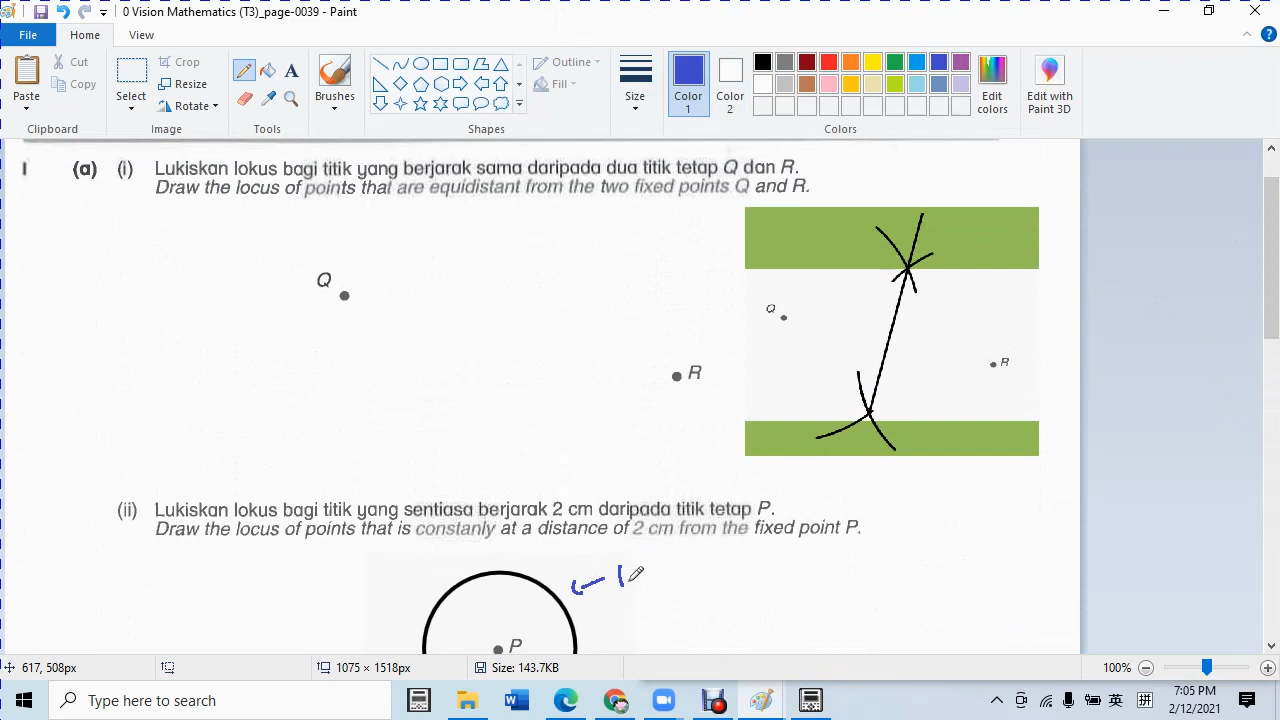 0 Vision Mathematics (T3)_page-0039 - Paint
File Home View
Paste Cut Copy Clipboard
Select Crop Resize Rotate Image
A Tools
Brushes
Outline Fill Shapes
Size
Color 1 Color 2 Edit colors Colors
Edit with Paint 3D
1 (a) (i) Lukiskan lokus bagi titik yang berjarak sama daripada dua titik tetap Q dan R.
Draw the locus of points that are equidistant from the two fixed points Q and R.
Q
R
Q
R
(ii) Lukiskan lokus bagi titik yang sentiasa berjarak 2 cm daripada titik tetap P.
Draw the locus of points that is constanly at a distance of 2 cm from the fixed point P.
P
617, 508px 1075 × 1518px Size: 143.7KB 100%
Type here to search
英 拼 7:05 PM
2/12/2021